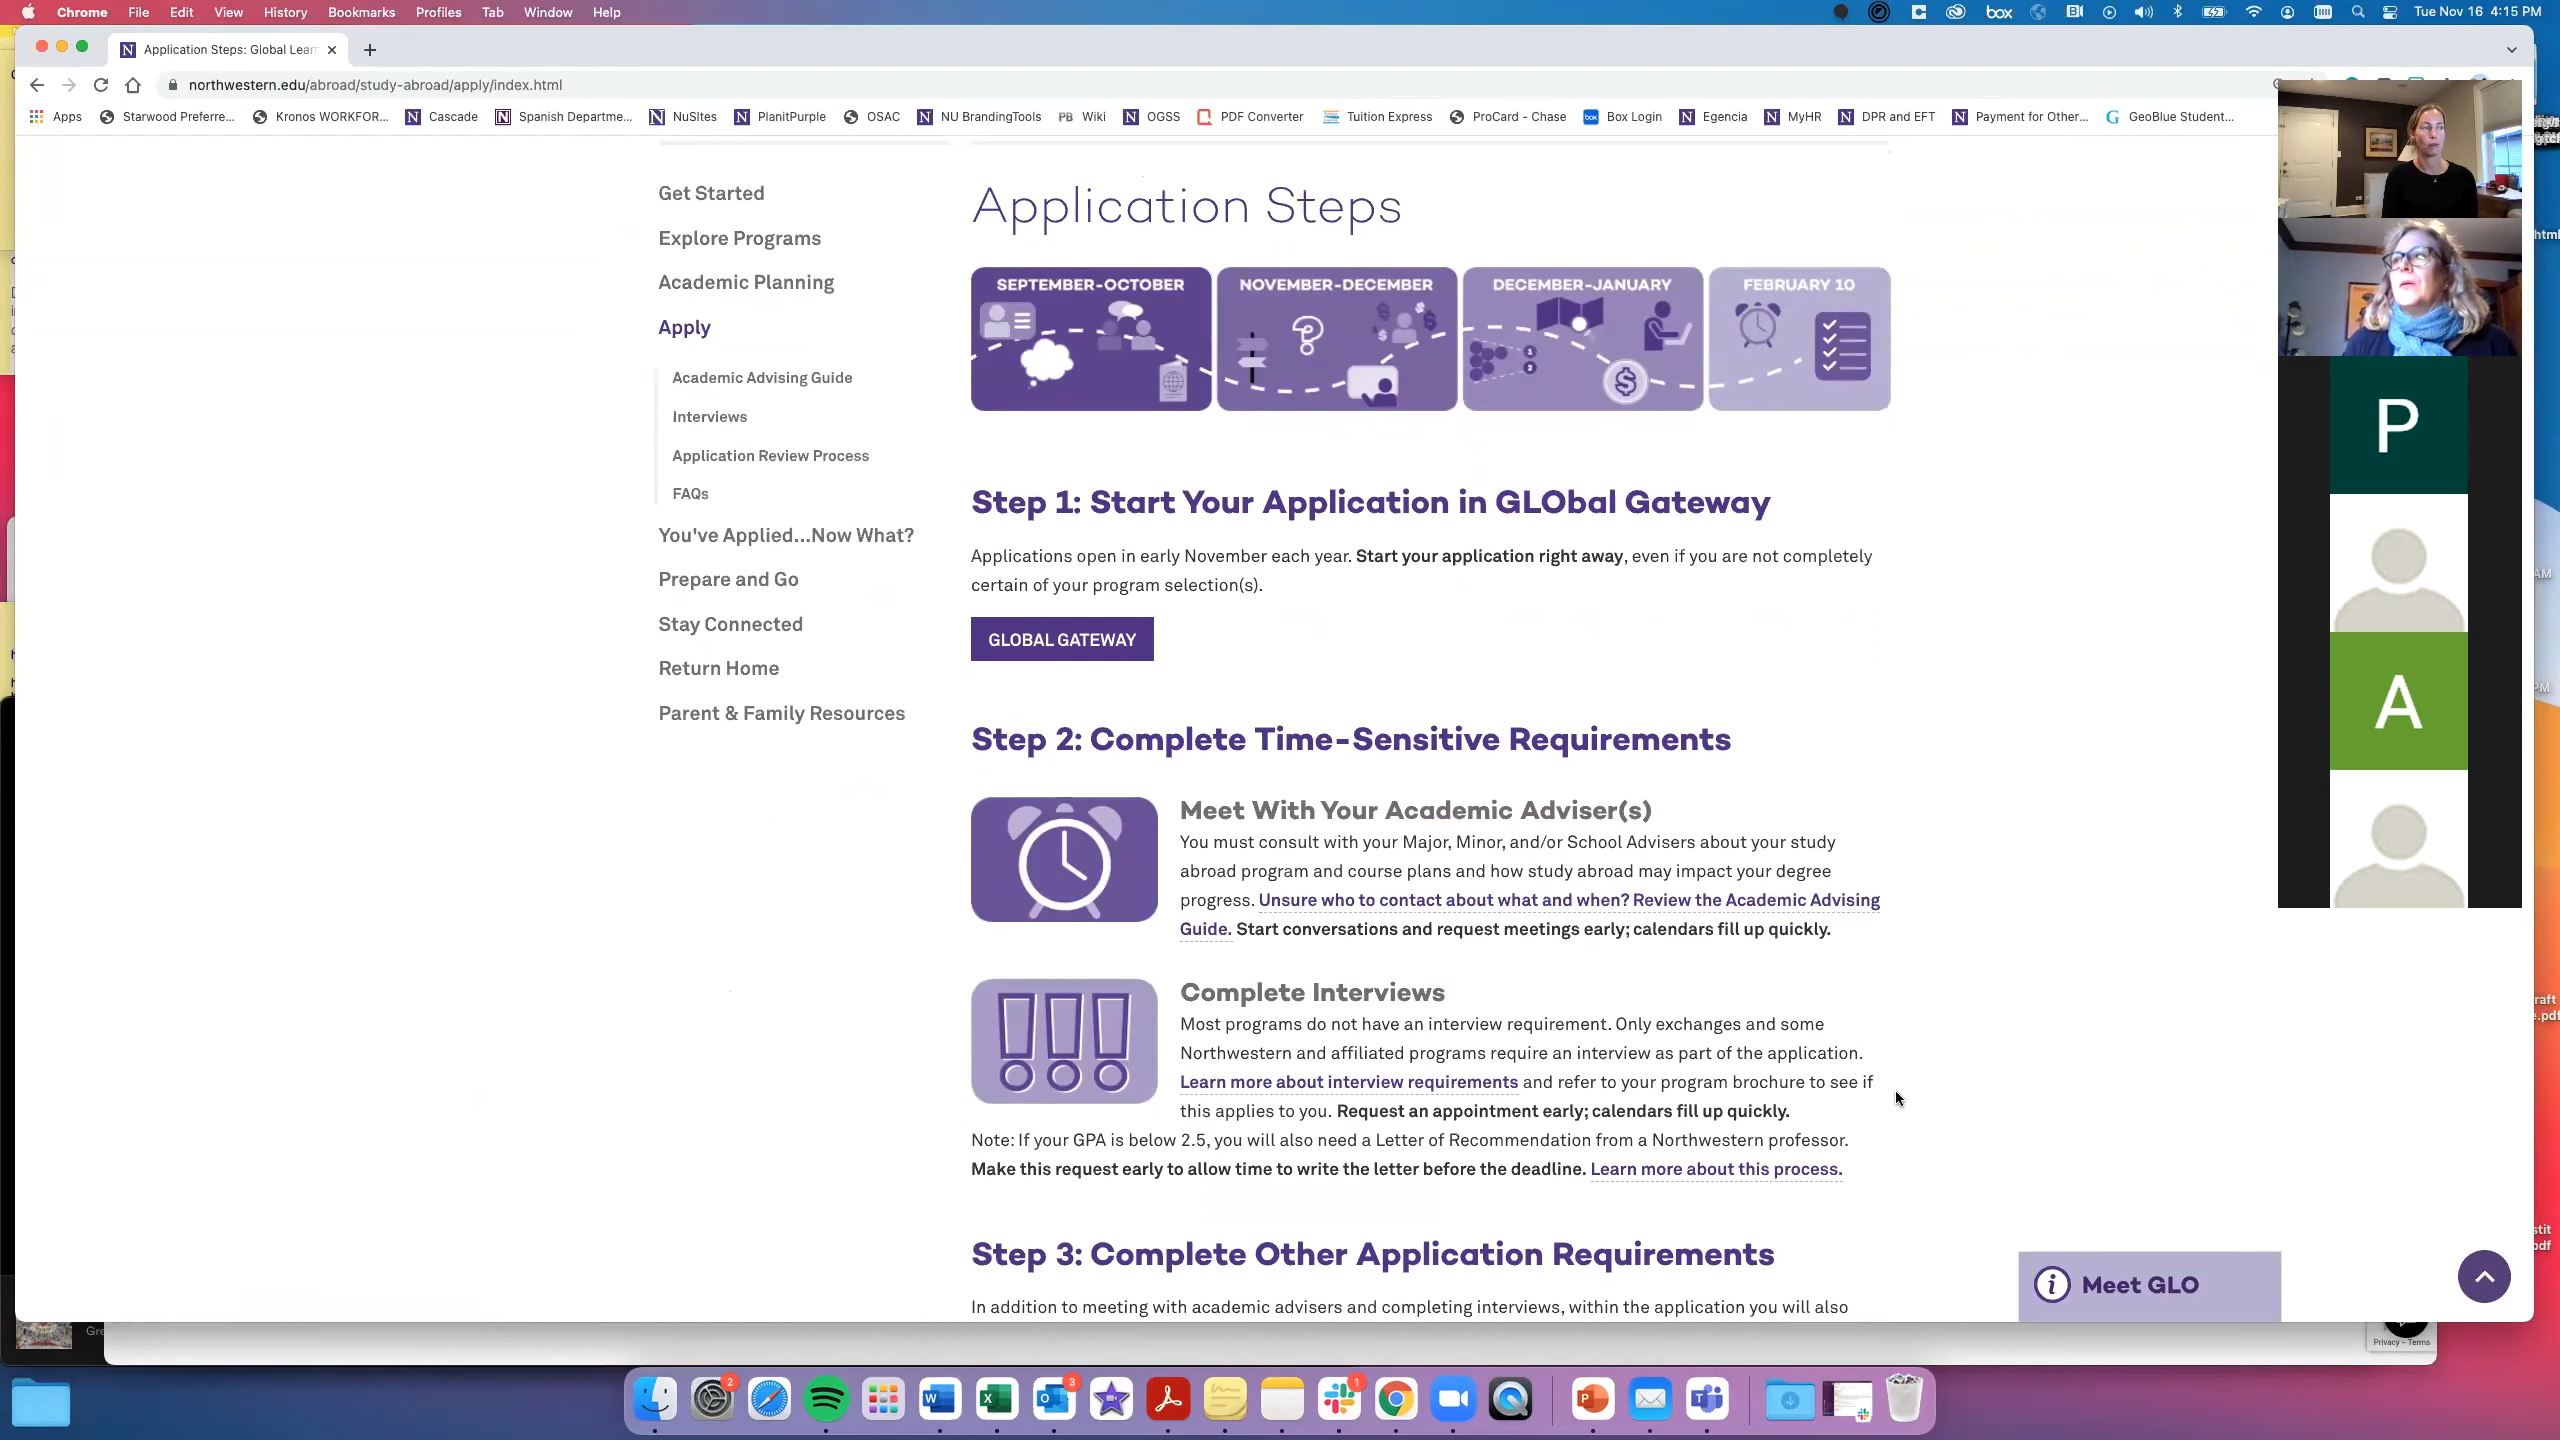 Chrome File Edit View History Bookmarks Profiles Tab Window Help
box
Tue Nov 16 4:15 PM
Application Steps: Global Lear
northwestern.edu/abroad/study-abroad/apply/index.html
Apps Starwood Preferre... Kronos WORKFOR... Cascade Spanish Departme... NuSItes PlanitPurple OSAC NU BrandingTools PB Wiki OGSS PDF Converter Tuition Express ProCard - Chase box Box Login Egencia MyHR DPR and EFT Payment for Other... GeoBlue Student...
Get Started
Explore Programs
Academic Planning
Apply
Academic Advising Guide
Interviews
Application Review Process
FAQs
You've Applied...Now What?
Prepare and Go
Stay Connected
Return Home
Parent & Family Resources
Application Steps
SEPTEMBER-OCTOBER
NOVEMBER-DECEMBER
DECEMBER-JANUARY
FEBRUARY 10
Step 1: Start Your Application in GLObal Gateway
Applications open in early November each year. Start your application right away, even if you are not completely
certain of your program selection(s).
GLOBAL GATEWAY
Step 2: Complete Time-Sensitive Requirements
Meet With Your Academic Adviser(s)
You must consult with your Major, Minor, and/or School Advisers about your study
abroad program and course plans and how study abroad may impact your degree
progress. Unsure who to contact about what and when? Review the Academic Advising
Guide. Start conversations and request meetings early; calendars fill up quickly.
Complete Interviews
Most programs do not have an interview requirement. Only exchanges and some
Northwestern and affiliated programs require an interview as part of the application.
Learn more about interview requirements and refer to your program brochure to see if
this applies to you. Request an appointment early; calendars fill up quickly.
Note: If your GPA is below 2.5, you will also need a Letter of Recommendation from a Northwestern professor.
Make this request early to allow time to write the letter before the deadline. Learn more about this process.
Step 3: Complete Other Application Requirements
In addition to meeting with academic advisers and completing interviews, within the application you will also
Meet GLO
P
A
html
AM
PM
raft
e.pdf
stit
pdf
Gre
Privacy - Terms
2
3
1